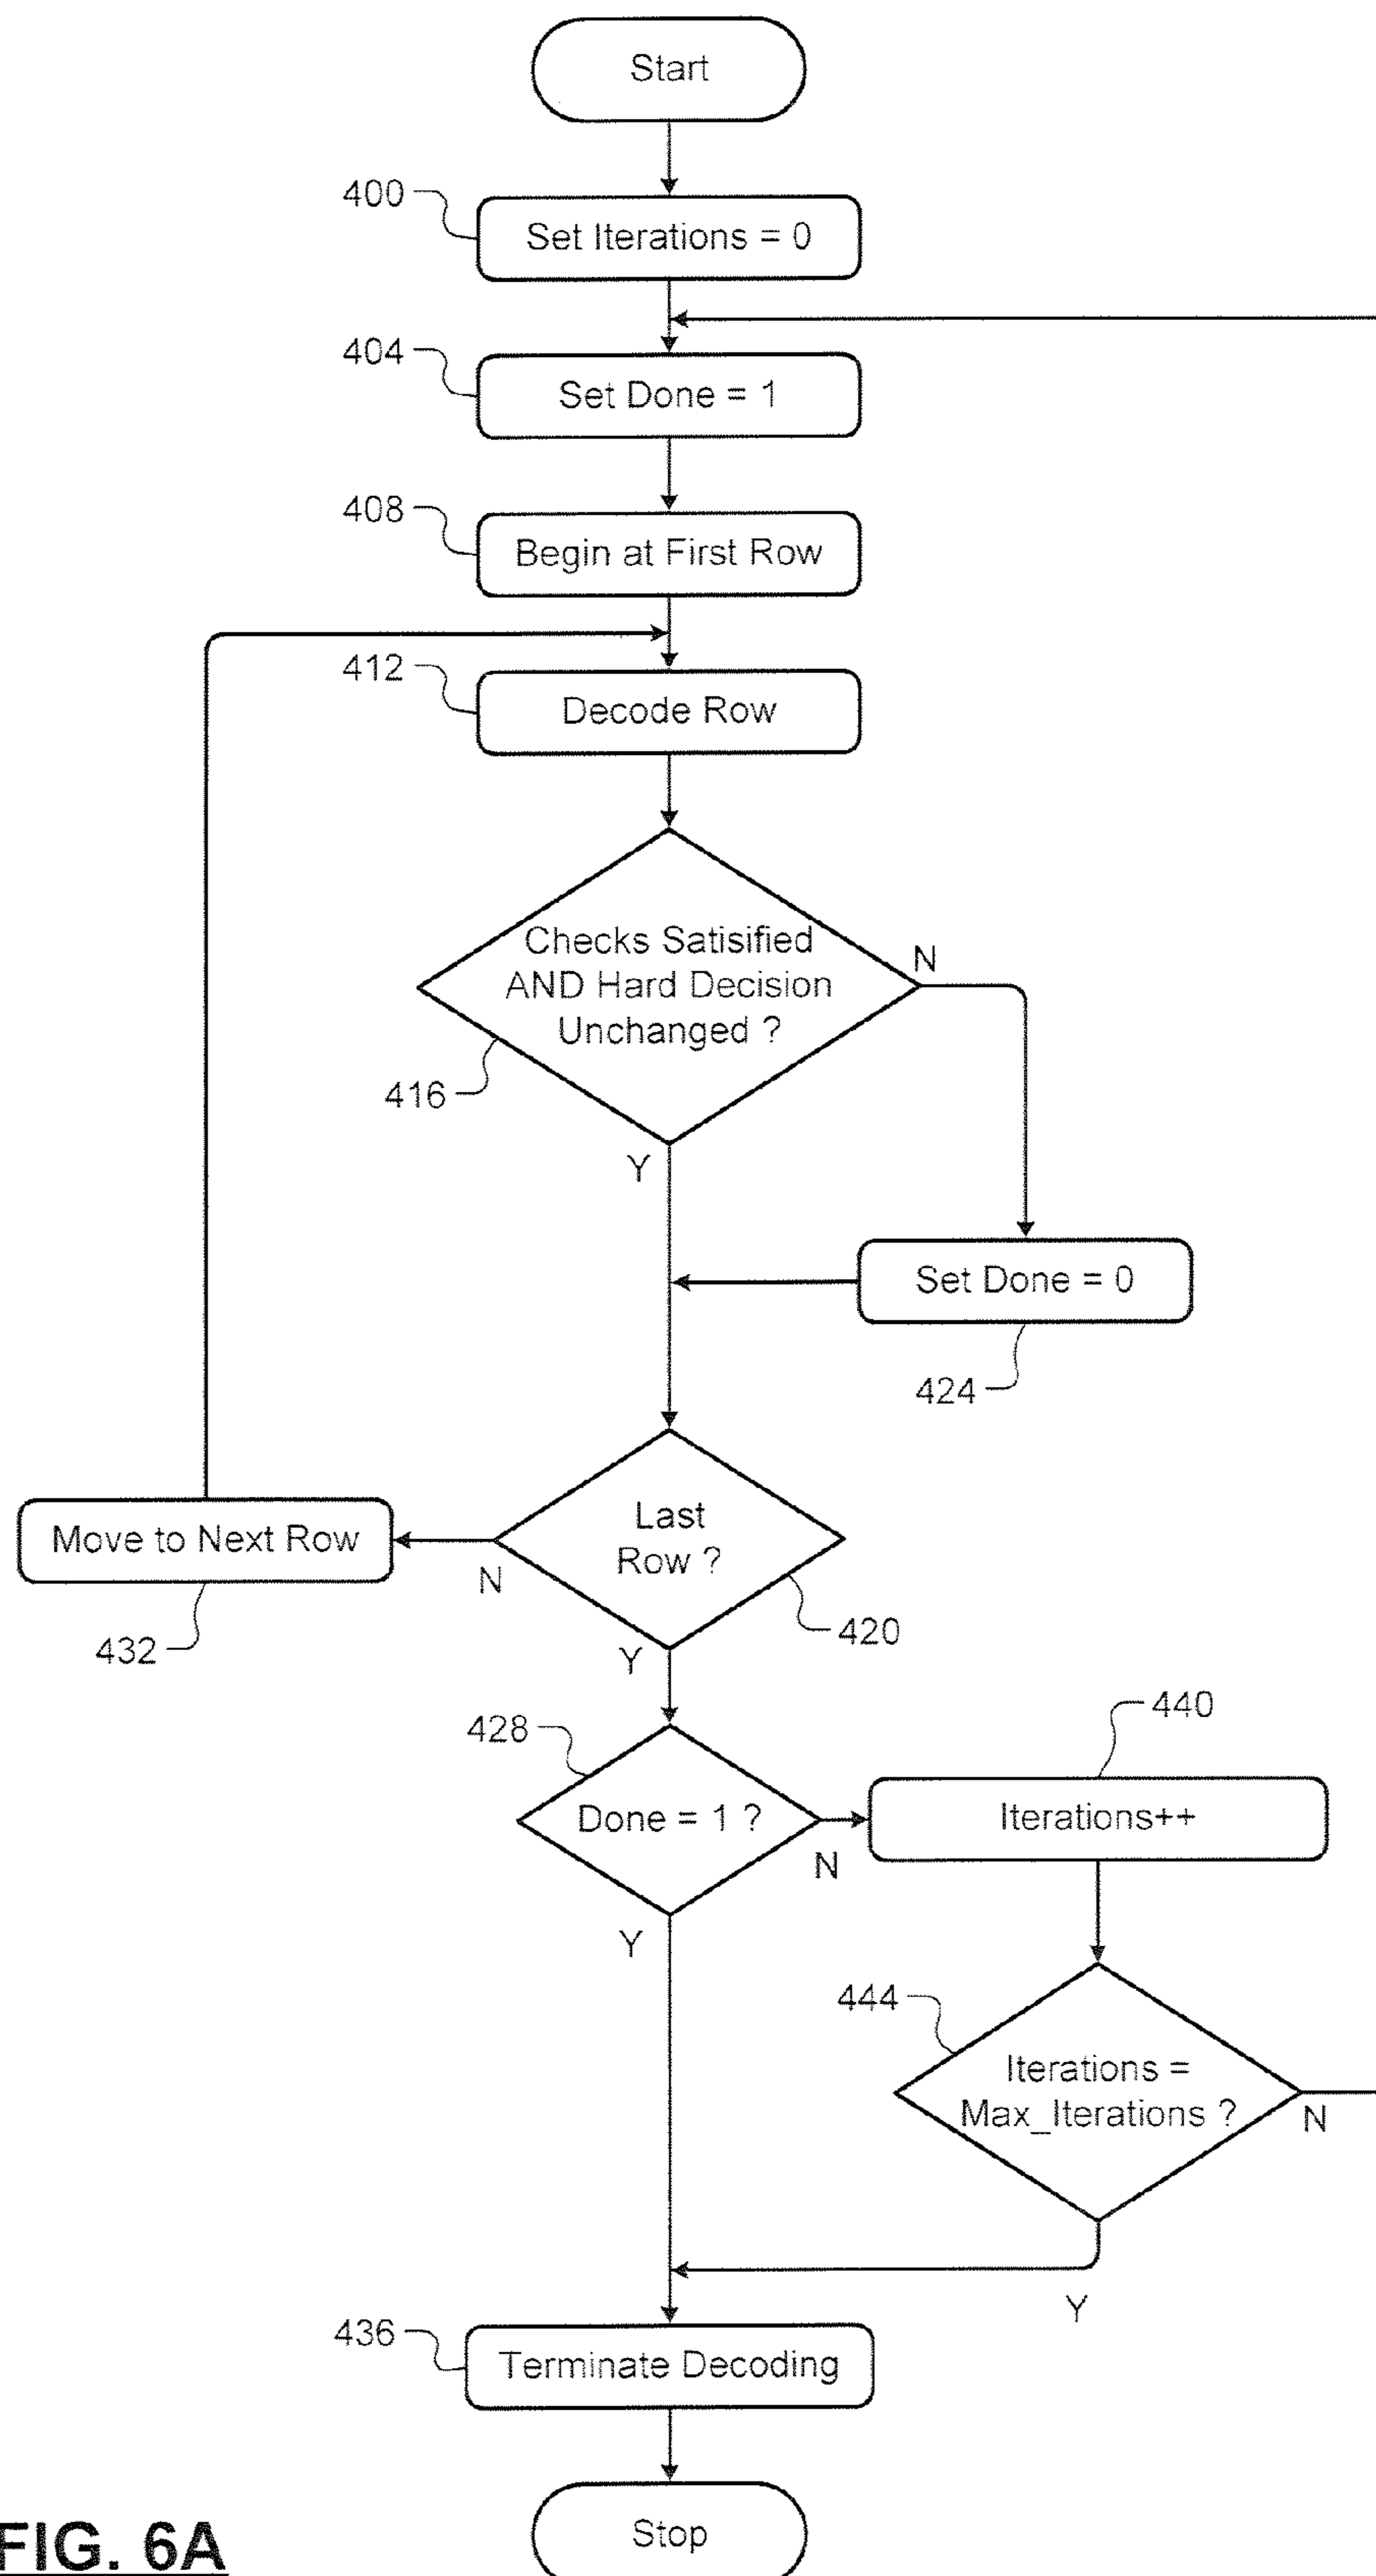 Start
400
Set Iterations = 0
404
Set Done = 1
408
Begin at First Row
412
Decode Row
Checks Satisified
AND Hard Decision
Unchanged ?
N
416
Y
Set Done = 0
424
Last
Row ?
Move to Next Row
N
420
432
Y
440
428
Done = 1 ?
Iterations++
N
Y
444
Iterations =
Max_Iterations ?
N
Y
436
Terminate Decoding
Stop
FIG. 6A